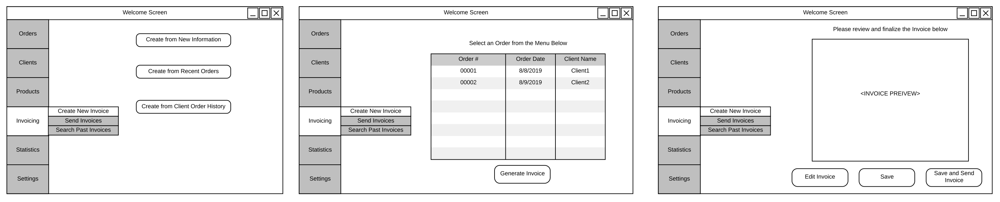 Welcome Screen
Orders
Clients
Products
Invoicing
Statistics
Settings
Create New Invoice
Send Invoices
Search Past Invoices
Create from New Information
Create from Recent Orders
Create from Client Order History
Welcome Screen
Orders
Clients
Products
Invoicing
Statistics
Settings
Create New Invoice
Send Invoices
Search Past Invoices
Select an Order from the Menu Below
Order # Order Date Client Name
00001 8/8/2019 Client1
00002 8/9/2019 Client2
Generate Invoice
Welcome Screen
Orders
Clients
Products
Invoicing
Statistics
Settings
Create New Invoice
Send Invoices
Search Past Invoices
Please review and finalize the Invoice below
<INVOICE PREIVEW>
Edit Invoice
Save
Save and Send
Invoice